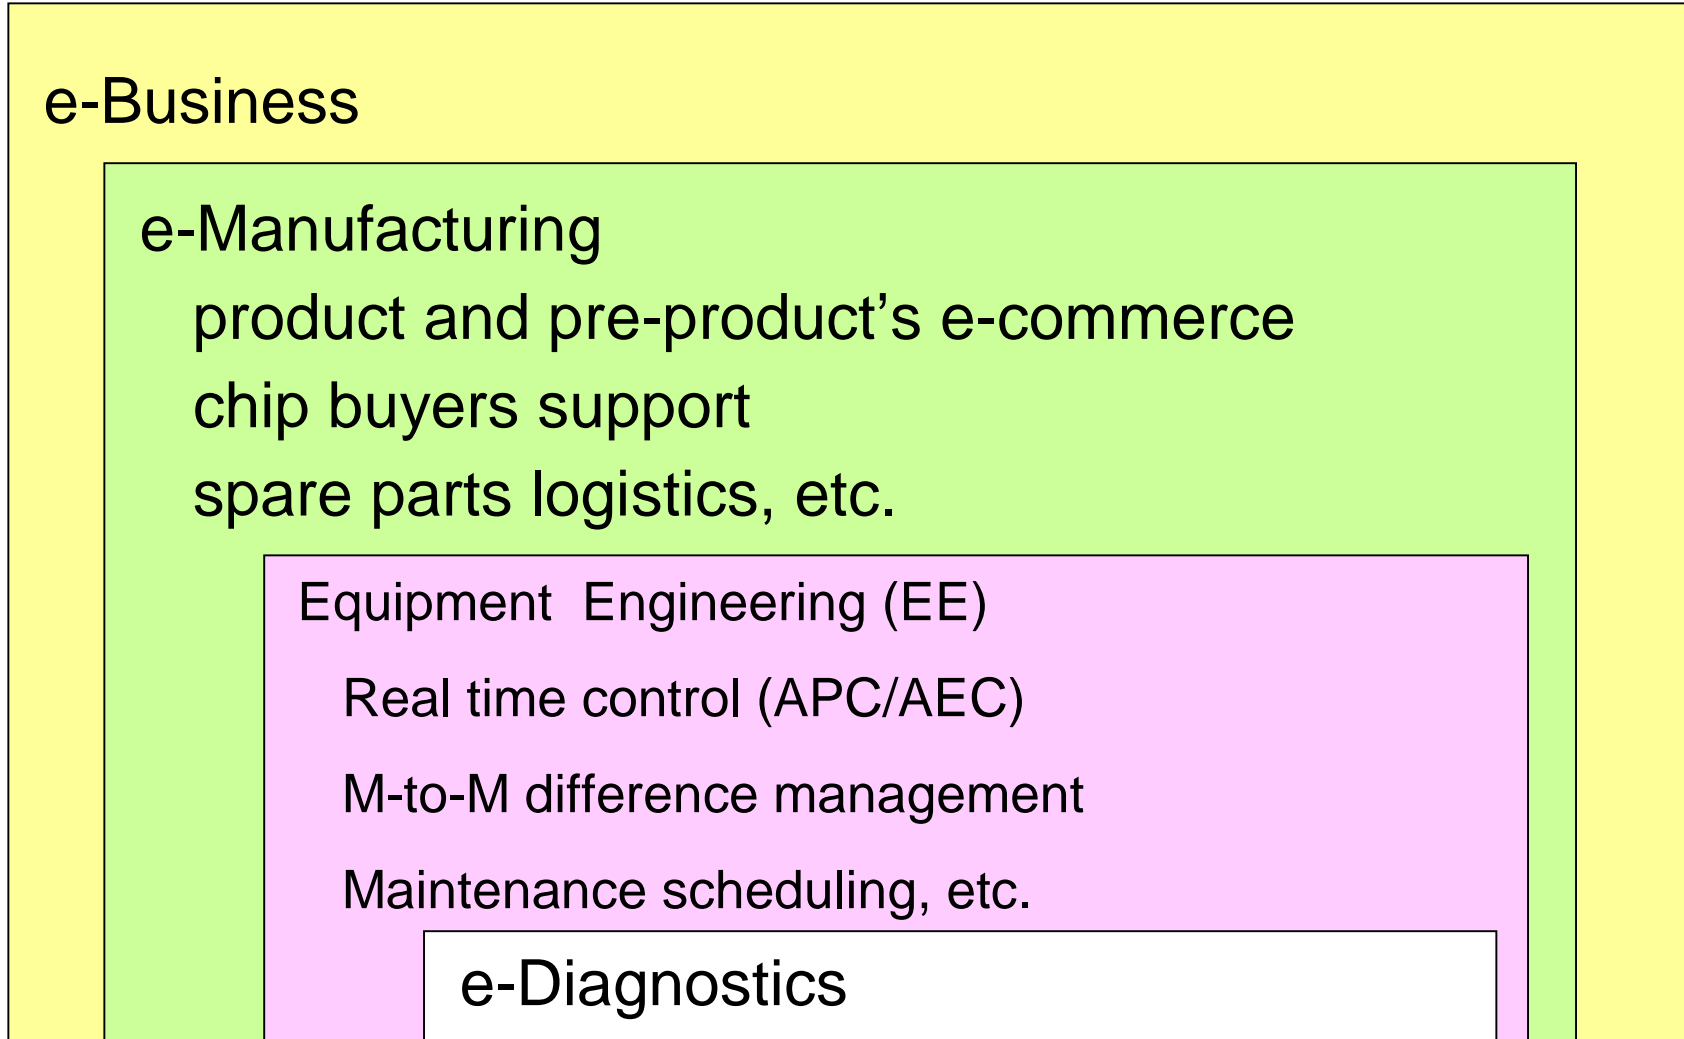 e-Business
e-Manufacturing
product and pre-product’s e-commerce
chip buyers support
spare parts logistics, etc.
Equipment  Engineering (EE)
Real time control (APC/AEC)
M-to-M difference management
Maintenance scheduling, etc.
e-Diagnostics